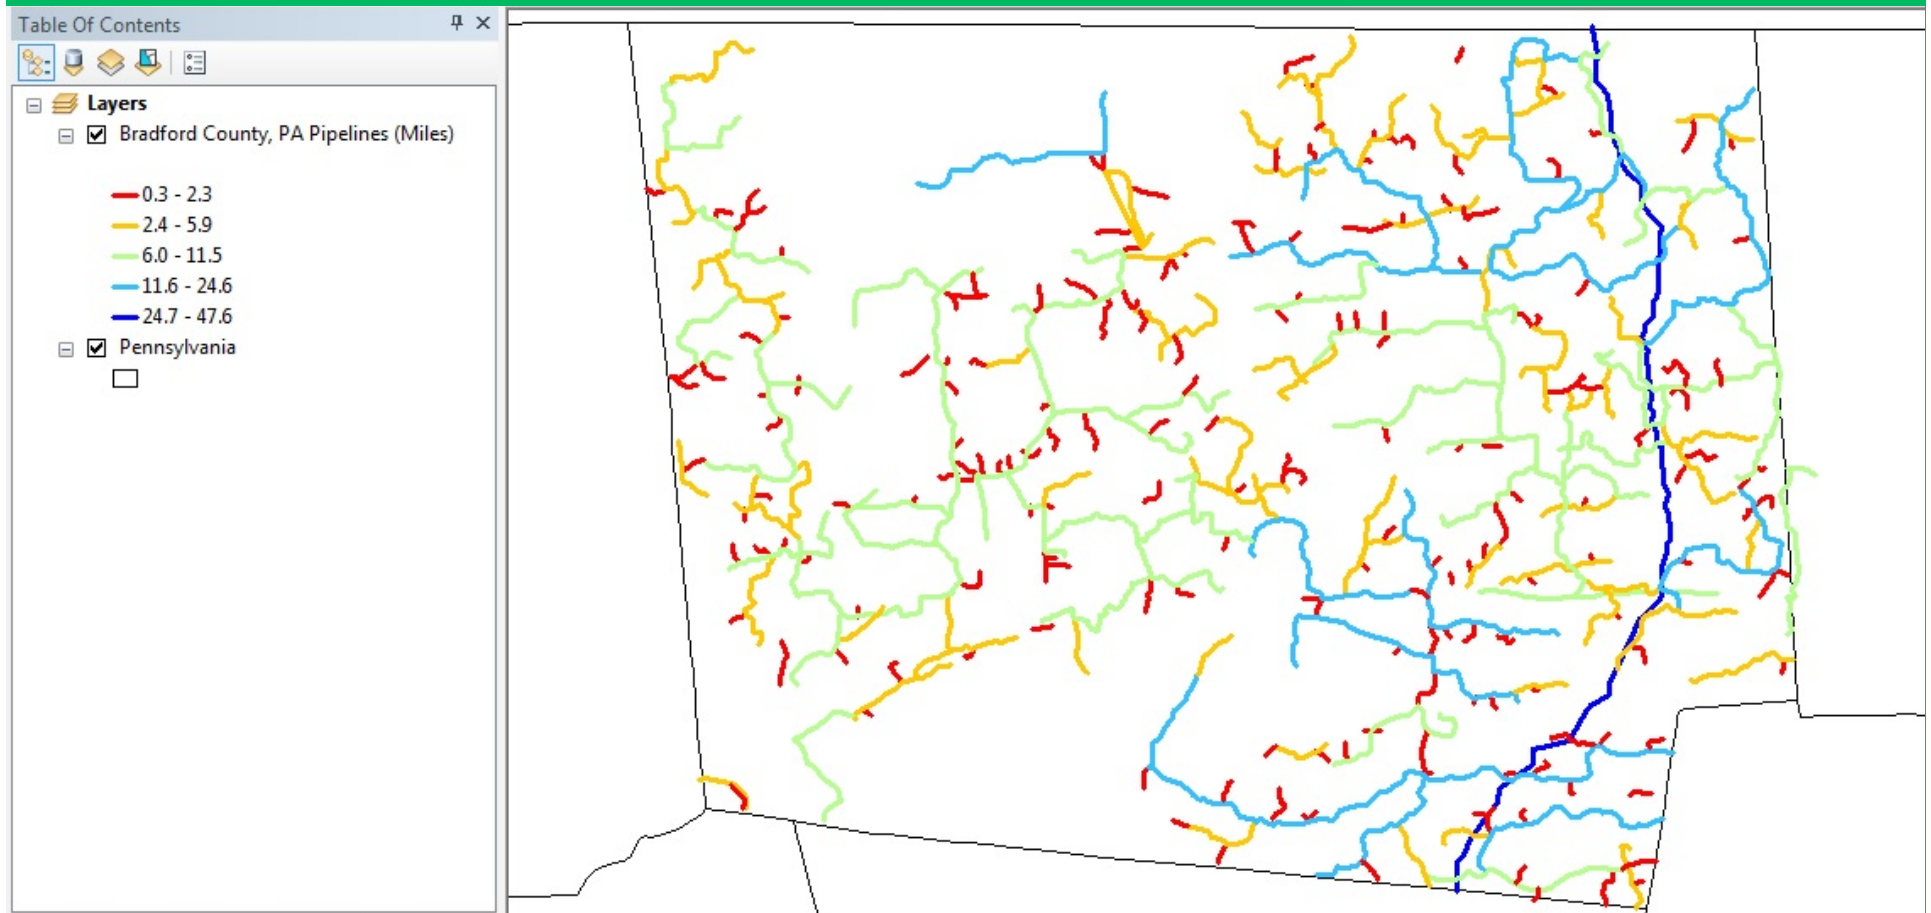 Table Of Contents
Layers
Bradford County, PA Pipelines (Miles)
0.3 - 2.3
2.4 - 5.9
6.0 - 11.5
11.6 - 24.6
24.7 - 47.6
Pennsylvania